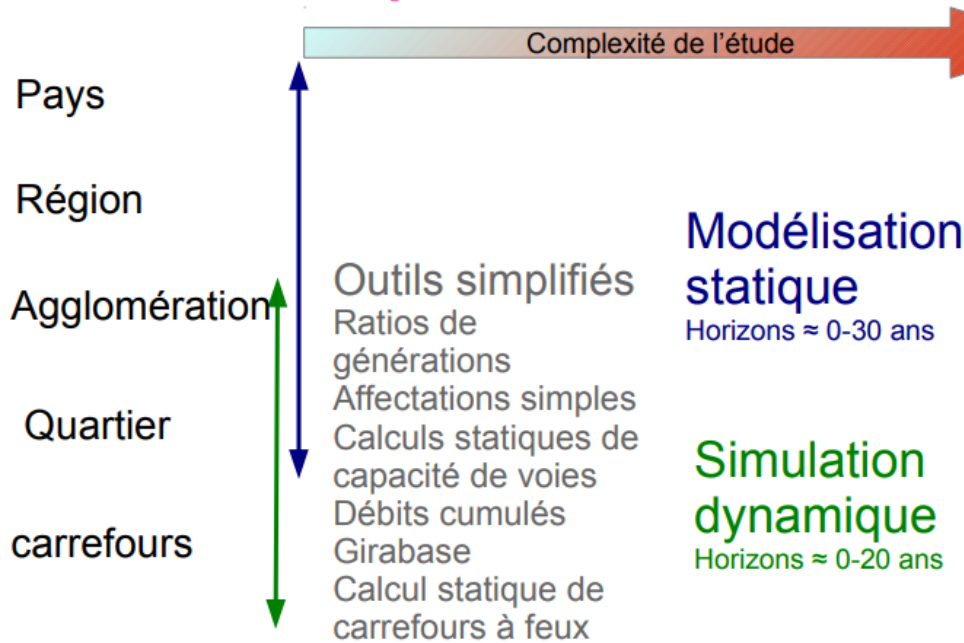 Complexité de l'étude
Pays
Région
Agglomération
Quartier
carrefours
Outils simplifiés
Ratios de
générations
Affectations simples
Calculs statiques de
capacité de voies
Débits cumulés
Girabase
Calcul statique de
carrefours à feux
Modélisation
statique
Horizons ≈ 0-30 ans
Simulation
dynamique
Horizons ≈ 0-20 ans